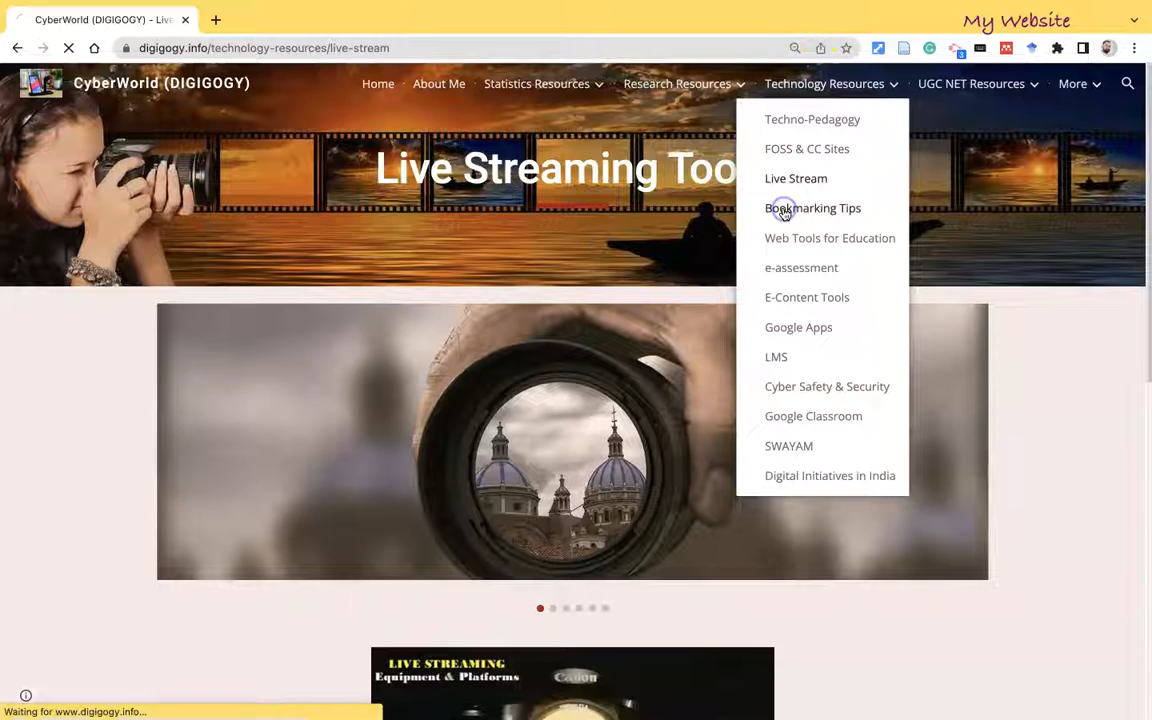 CyberWorld (DIGIGOGY) - Live
My Website
digigogy.info/technology-resources/live-stream
3
CyberWorld (DIGIGOGY)
Home
About Me
Statistics Resources
Research Resources
Technology Resources
UGC NET Resources
More
Live Streaming Too
Techno-Pedagogy
FOSS & CC Sites
Live Stream
Bookmarking Tips
Web Tools for Education
e-assessment
E-Content Tools
Google Apps
LMS
Cyber Safety & Security
Google Classroom
SWAYAM
Digital Initiatives in India
LIVE STREAMING
Equipment & Platforms
Canon
Waiting for www.digigogy.info...